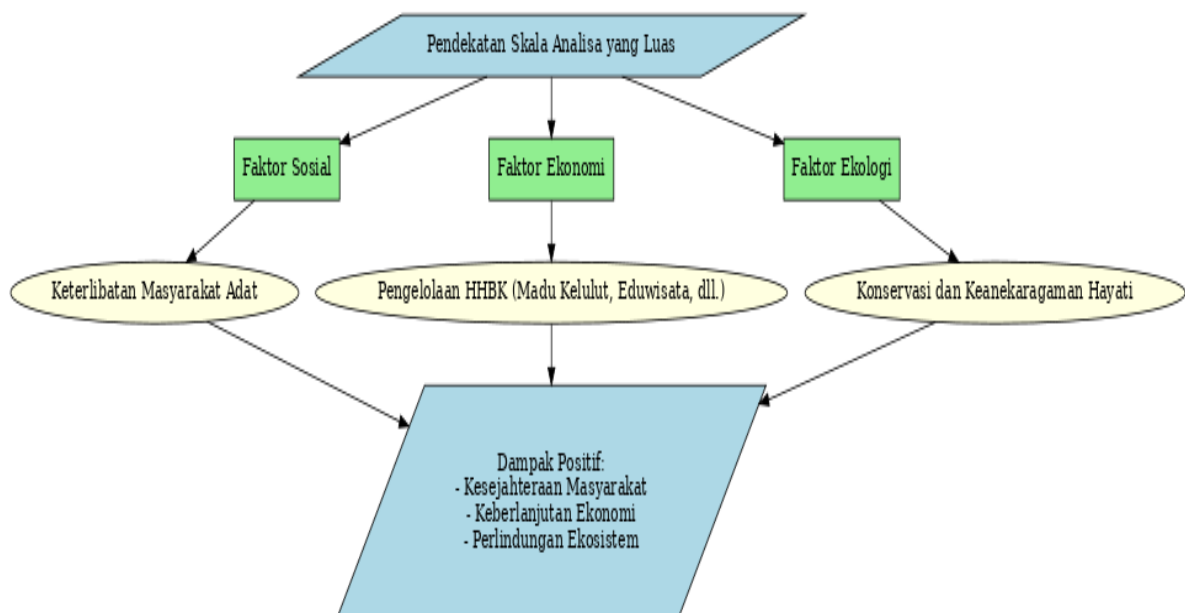 Pendekatan Skala Analisa yang Luas
Faktor Sosial
Faktor Ekonomi
Faktor Ekologi
Keterlibatan Masyarakat Adat
Pengelolaan HHBK (Madu Kelulut, Eduwisata, dll.)
Konservasi dan Keanekaragaman Hayati
Dampak Positif:
- Kesejahteraan Masyarakat
- Keberlanjutan Ekonomi
- Perlindungan Ekosistem